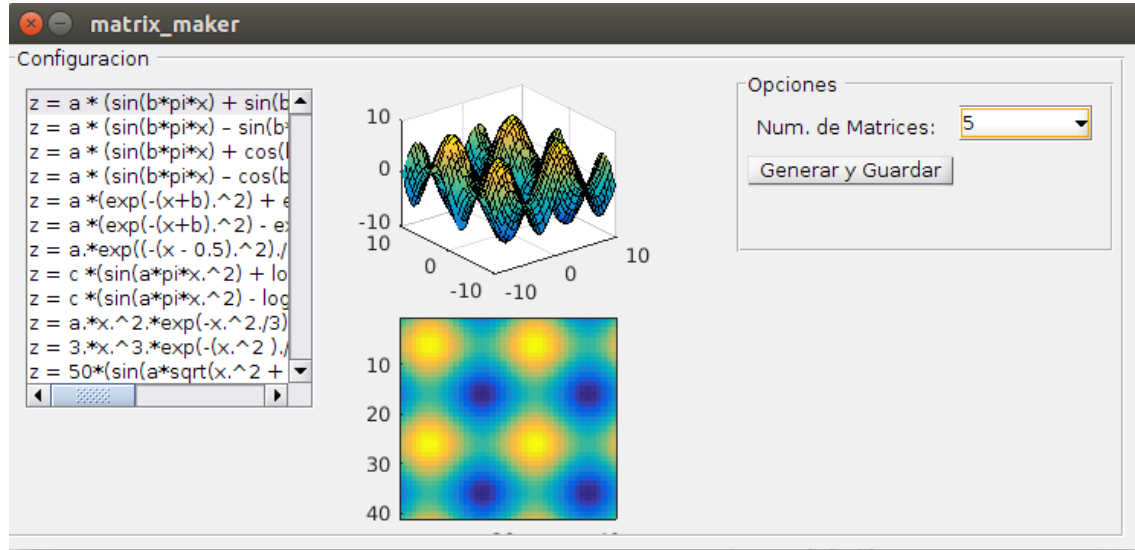 matrix_maker
Configuracion
z = a * (sin(b*pi*x) + sin(b
z = a * (sin(b*pi*x) - sin(b*
z = a * (sin(b*pi*x) + cos(
z = a * (sin(b*pi*x) - cos(b
z = a *(exp(-(x+b).^2) + e
z = a *(exp(-(x+b).^2) - e
z = a.*exp((-(x - 0.5).^2)./
z = c *(sin(a*pi*x.^2) + lo
z = c *(sin(a*pi*x.^2) - log
z = a.*x.^2.*exp(-x.^2./3)
z = 3.*x.^3.*exp(-(x.^2 )./
z = 50*(sin(a*sqrt(x.^2 +
10
0
-10
10
0
-10
-10
0
10
10
20
30
40
Opciones
Num. de Matrices: 5
Generar y Guardar